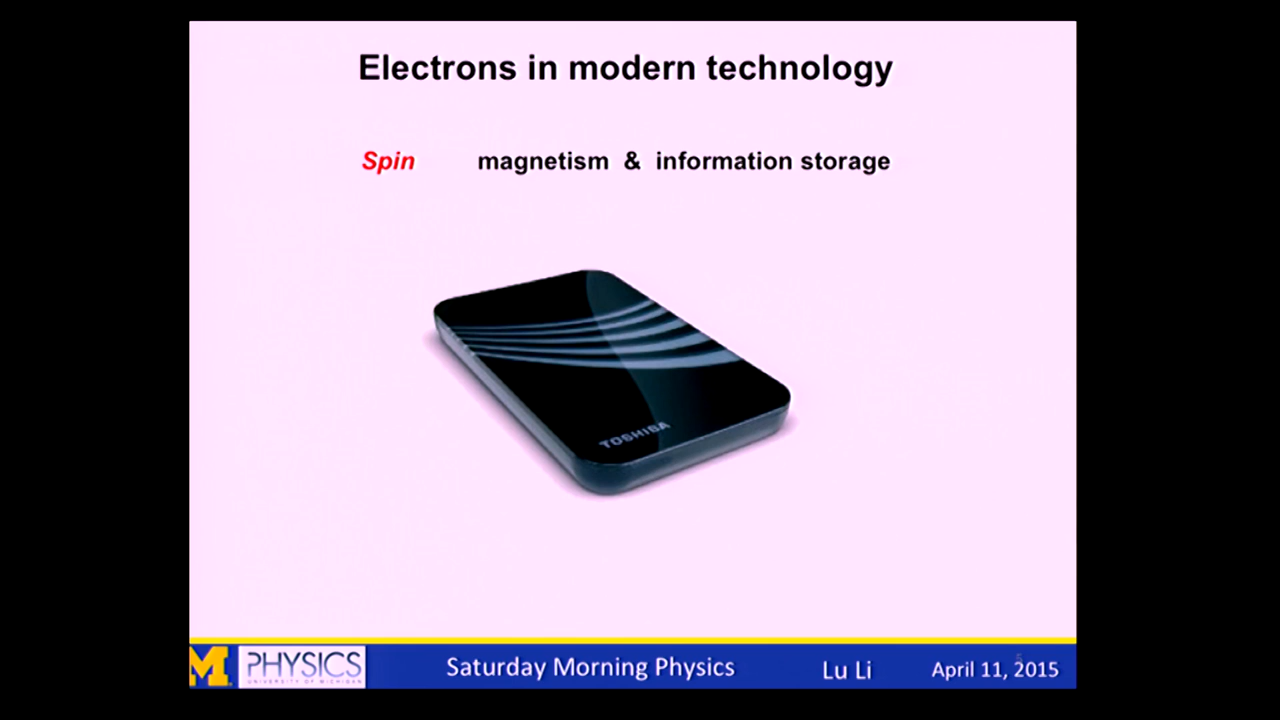 Electrons in modern technology
Spin magnetism & information storage
TOSHIBA
M PHYSICS Saturday Morning Physics Lu Li April 11, 2015
UNIVERSITY OF MICHIGAN
5